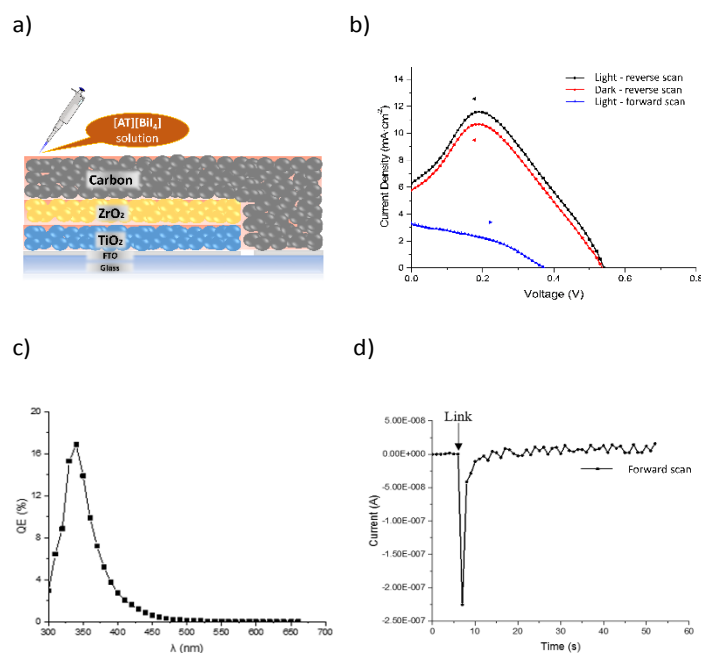 a)
[AT][BiI₄]
solution
Carbon
ZrO₂
TiO₂
FTO
Glass
b)
Light - reverse scan
Dark - reverse scan
Light - forward scan
14
12
10
8
6
4
2
0
0.0
0.2
0.4
0.6
0.8
Current Density (mA·cm⁻²)
Voltage (V)
c)
20
16
12
8
4
0
300
350
400
450
500
550
600
650
700
QE (%)
λ (nm)
d)
Link
Forward scan
5.00E-008
0.00E+000
-5.00E-008
-1.00E-007
-1.50E-007
-2.00E-007
-2.50E-007
0
10
20
30
40
50
60
Current (A)
Time (s)